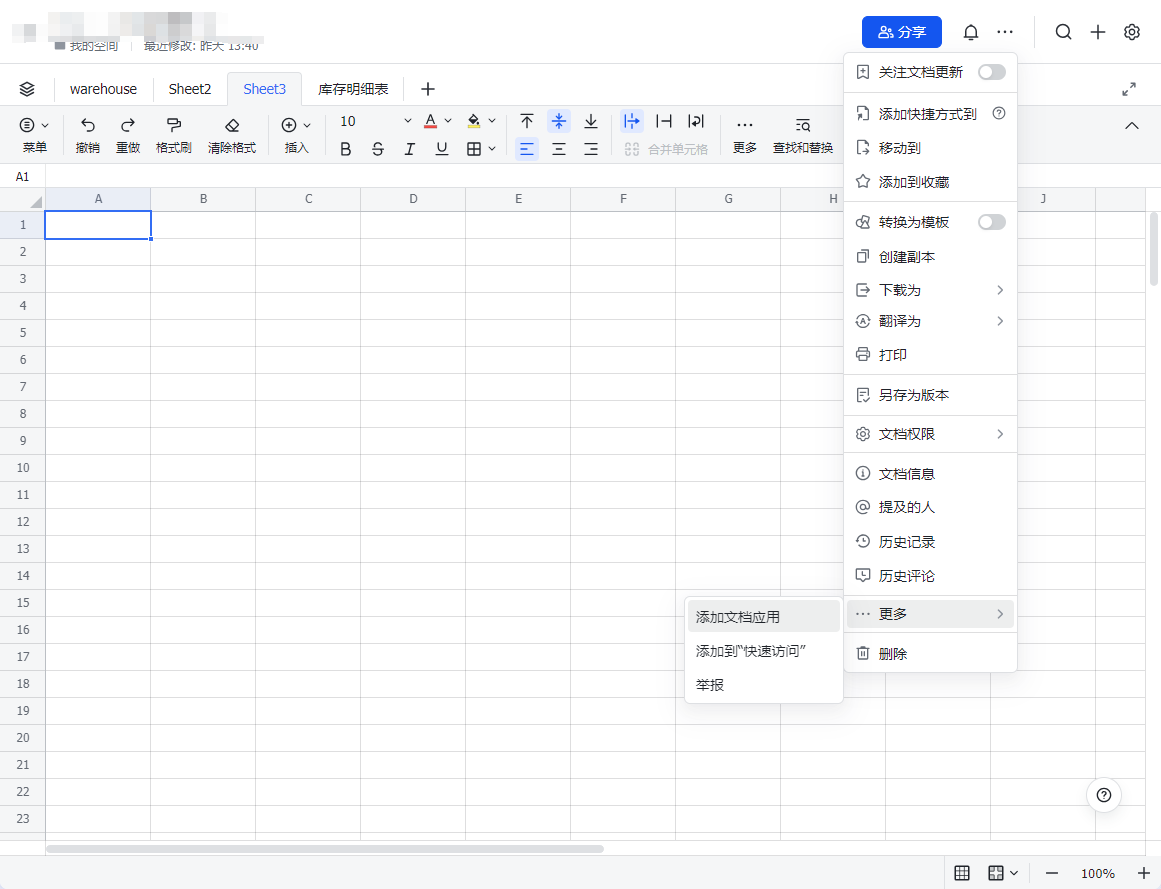 分享
我的空间
最近修改: 昨天 13:40
warehouse
Sheet2
Sheet3
库存明细表
菜单
撤销
重做
格式刷
清除格式
插入
10
合并单元格
更多
查找和替换
A1
A B C D E F G H J
1
2
3
4
5
6
7
8
9
10
11
12
13
14
15
16
17
18
19
20
21
22
23
关注文档更新
添加快捷方式到
移动到
添加到收藏
转换为模板
创建副本
下载为
翻译为
打印
另存为版本
文档权限
文档信息
提及的人
历史记录
历史评论
更多
删除
添加文档应用
添加到“快速访问”
举报
100%